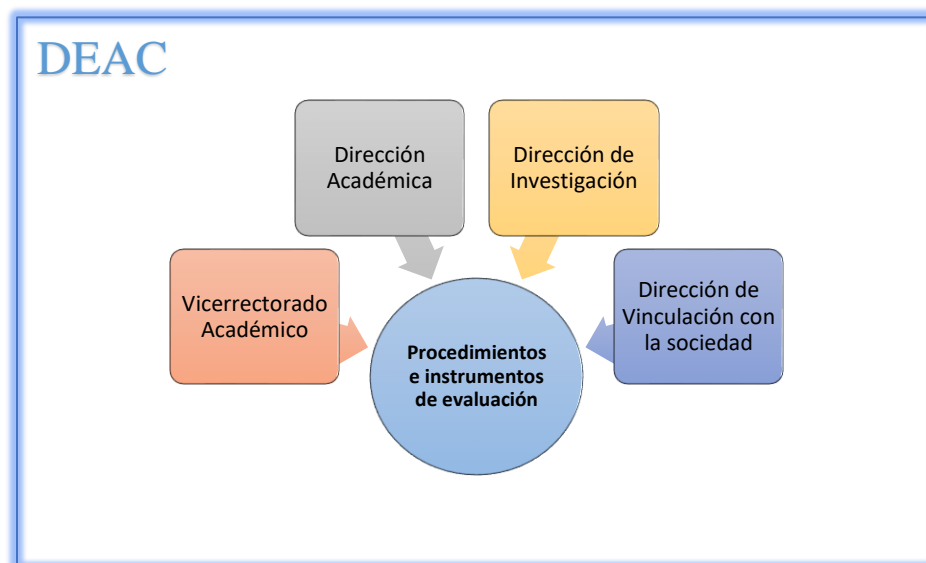 DEAC
Dirección
Académica
Dirección de
Investigación
Vicerrectorado
Académico
Dirección de
Vinculación con
la sociedad
Procedimientos
e instrumentos
de evaluación